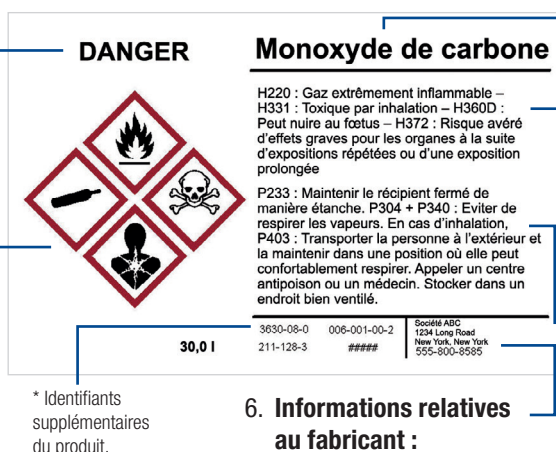 DANGER
Monoxyde de carbone
H220 : Gaz extrêmement inflammable –
H331 : Toxique par inhalation – H360D :
Peut nuire au fœtus – H372 : Risque avéré
d'effets graves pour les organes à la suite
d'expositions répétées ou d'une exposition
prolongée
P233 : Maintenir le récipient fermé de
manière étanche. P304 + P340 : Eviter de
respirer les vapeurs. En cas d'inhalation,
P403 : Transporter la personne à l'extérieur et
la maintenir dans une position où elle peut
confortablement respirer. Appeler un centre
antipoison ou un médecin. Stocker dans un
endroit bien ventilé.
30,0 l
3630-08-0 006-001-00-2
211-128-3 #####
Société ABC
1234 Long Road
New York, New York
555-800-8585
* Identifiants
supplémentaires
du produit.
6. Informations relatives
au fabricant :